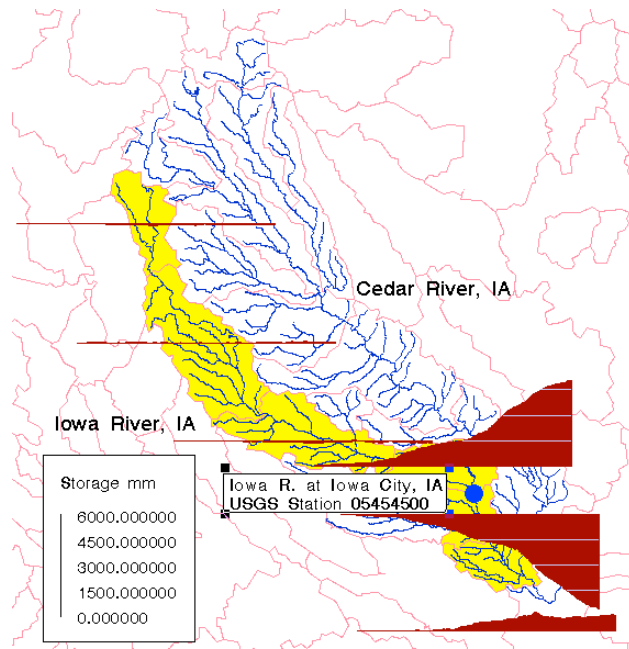 Cedar River, IA
Iowa River, IA
Iowa R. at Iowa City, IA
USGS Station 05454500
Storage mm
6000.000000
4500.000000
3000.000000
1500.000000
0.000000